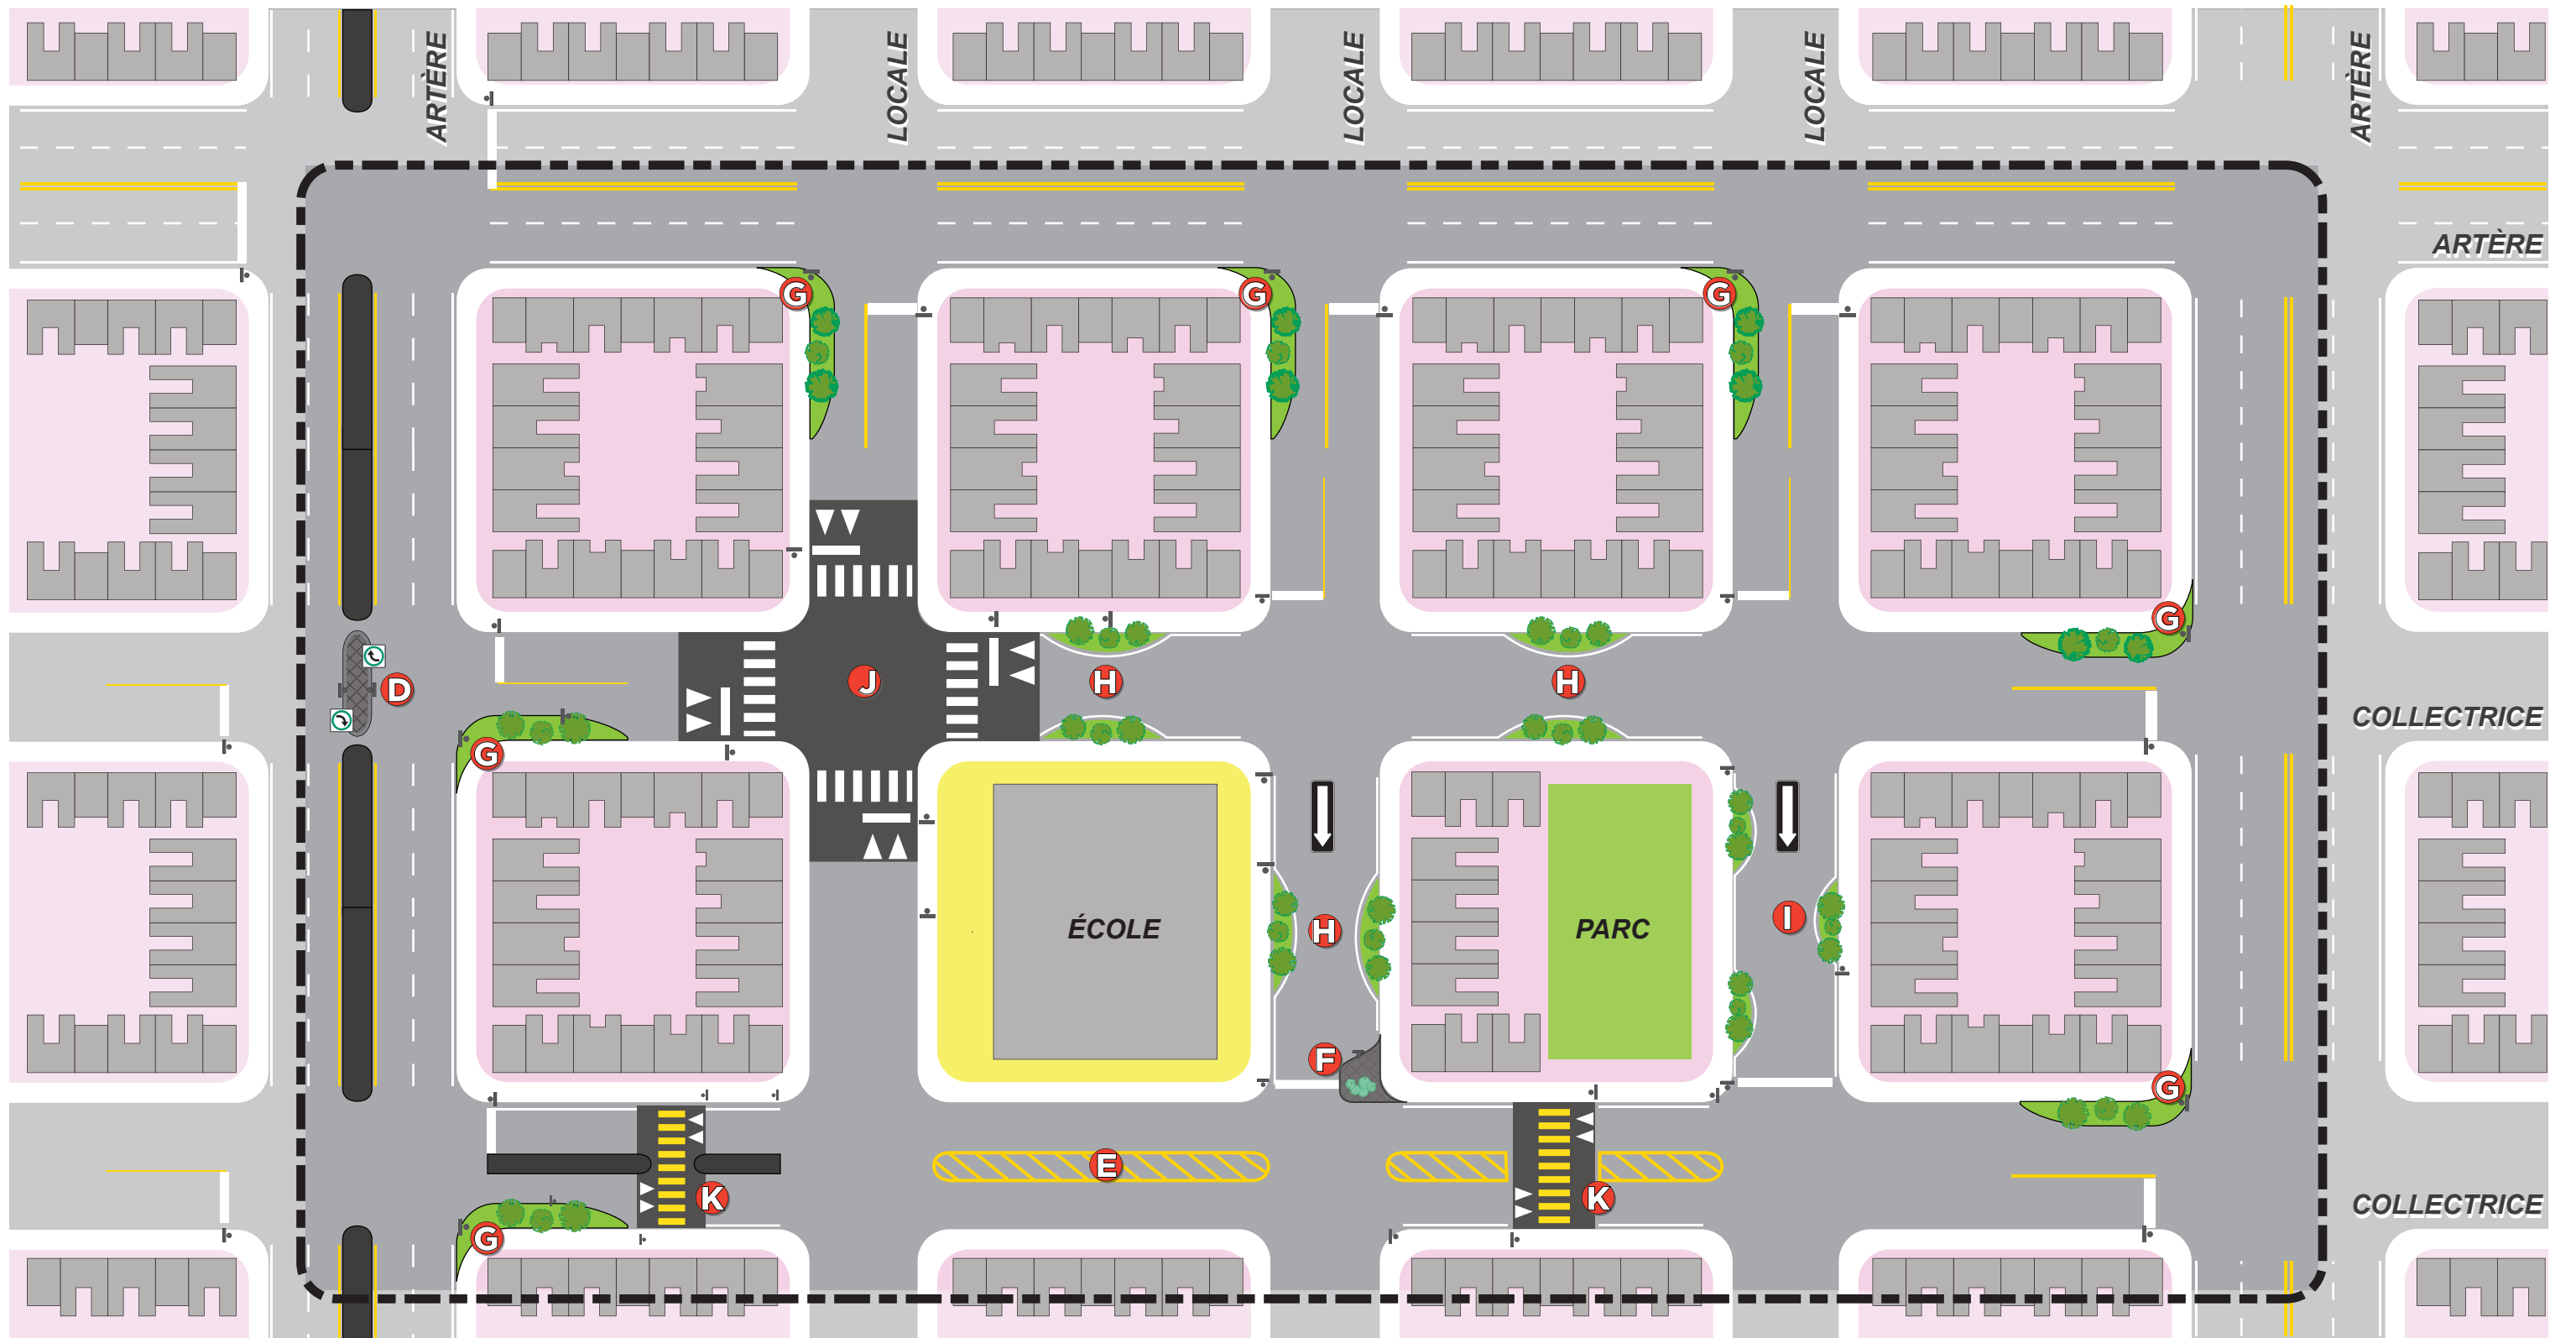 ARTÈRE
LOCALE
LOCALE
LOCALE
ARTÈRE
ARTÈRE
G
G
G
G
D
J
H
H
COLLECTRICE
G
ÉCOLE
H
PARC
I
F
G
E
K
K
COLLECTRICE
G